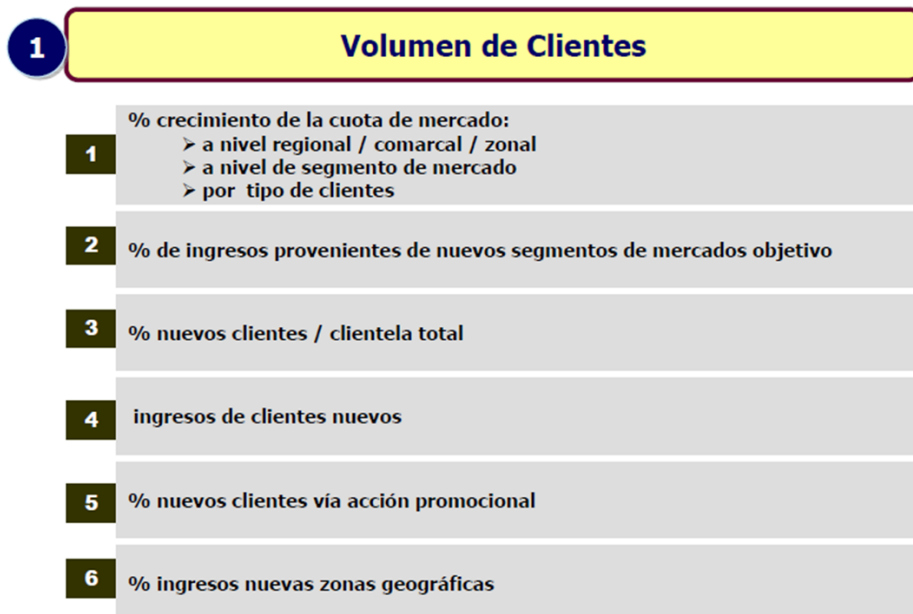 1 Volumen de Clientes
1 % crecimiento de la cuota de mercado:
➢ a nivel regional / comarcal / zonal
➢ a nivel de segmento de mercado
➢ por tipo de clientes
2 % de ingresos provenientes de nuevos segmentos de mercados objetivo
3 % nuevos clientes / clientela total
4 ingresos de clientes nuevos
5 % nuevos clientes vía acción promocional
6 % ingresos nuevas zonas geográficas